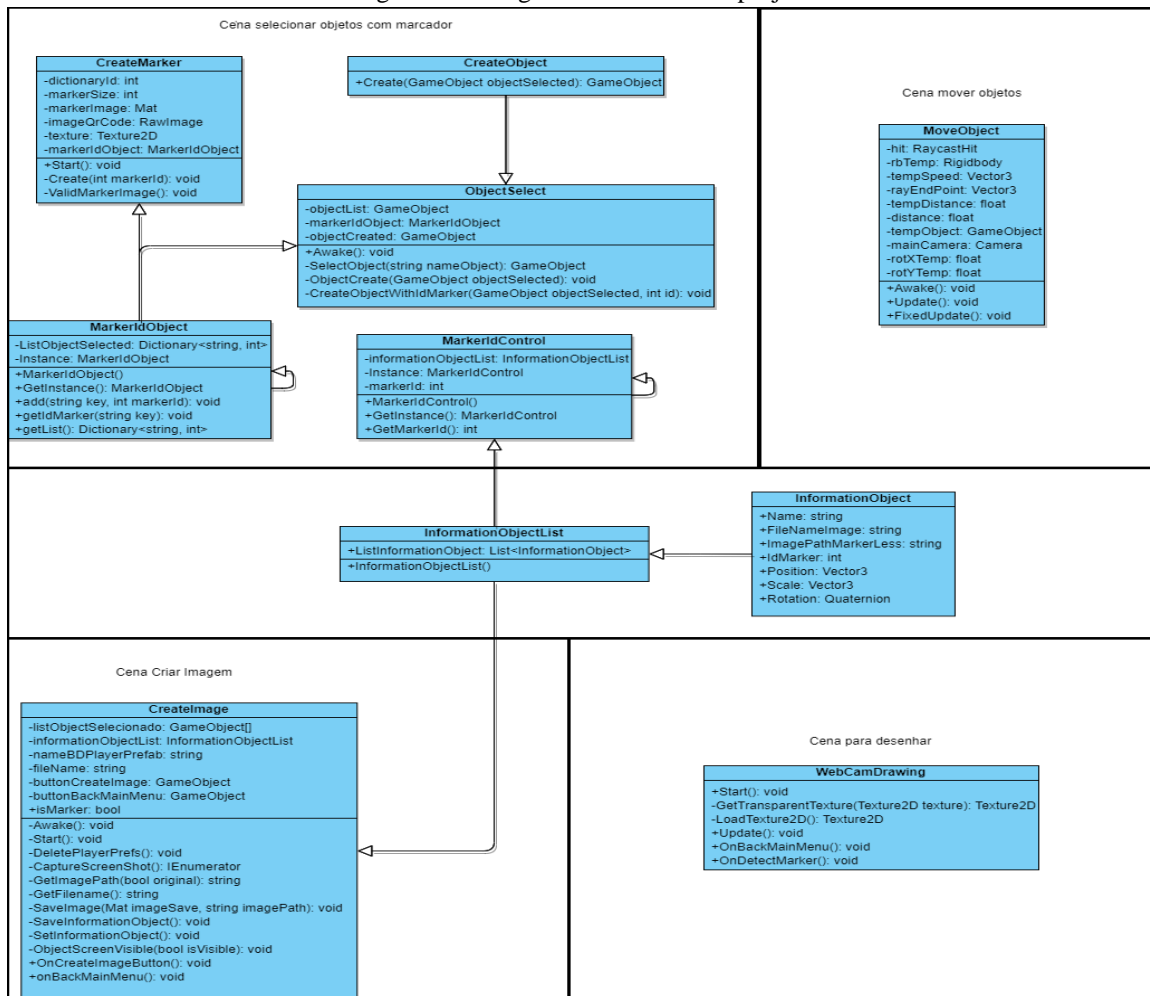 Cena selecionar objetos com marcador
CreateMarker
-dictionaryId: int
-markerSize: int
-markerImage: Mat
-imageQrCode: RawImage
-texture: Texture2D
-markerIdObject: MarkerIdObject
+Start(): void
-Create(int markerId): void
-ValidMarkerImage(): void
CreateObject
+Create(GameObject objectSelected): GameObject
ObjectSelect
-objectList: GameObject
-markerIdObject: MarkerIdObject
-objectCreated: GameObject
+Awake(): void
-SelectObject(string nameObject): GameObject
-ObjectCreate(GameObject objectSelected): void
-CreateObjectWithIdMarker(GameObject objectSelected, int id): void
MarkerIdObject
-ListObjectSelected: Dictionary<string, int>
-Instance: MarkerIdObject
+MarkerIdObject()
+GetInstance(): MarkerIdObject
+add(string key, int markerId): void
+getIdMarker(string key): void
+getList(): Dictionary<string, int>
MarkerIdControl
-informationObjectList: InformationObjectList
-Instance: MarkerIdControl
-markerId: int
+MarkerIdControl()
+GetInstance(): MarkerIdControl
+GetMarkerId(): int
Cena mover objetos
MoveObject
-hit: RaycastHit
-rbTemp: Rigidbody
-tempSpeed: Vector3
-rayEndPoint: Vector3
-tempDistance: float
-distance: float
-tempObject: GameObject
-mainCamera: Camera
-rotXTemp: float
-rotYTemp: float
+Awake(): void
+Update(): void
+FixedUpdate(): void
InformationObjectList
+ListInformationObject: List<InformationObject>
+InformationObjectList()
InformationObject
+Name: string
+FileNameImage: string
+ImagePathMarkerLess: string
+IdMarker: int
+Position: Vector3
+Scale: Vector3
+Rotation: Quaternion
Cena Criar Imagem
CreateImage
-listObjectSelecionado: GameObject[]
-informationObjectList: InformationObjectList
-nameBDPlayerPrefab: string
-fileName: string
-buttonCreateImage: GameObject
-buttonBackMainMenu: GameObject
+isMarker: bool
-Awake(): void
-Start(): void
-DeletePlayerPrefs(): void
-CaptureScreenShot(): IEnumerator
-GetImagePath(bool original): string
-GetFilename(): string
-SaveImage(Mat imageSave, string imagePath): void
-SaveInformationObject(): void
-SetInformationObject(): void
-ObjectScreenVisible(bool isVisible): void
+OnCreateImageButton(): void
+onBackMainMenu(): void
Cena para desenhar
WebCamDrawing
+Start(): void
-GetTransparentTexture(Texture2D texture): Texture2D
-LoadTexture2D(): Texture2D
+Update(): void
+OnBackMainMenu(): void
+OnDetectMarker(): void